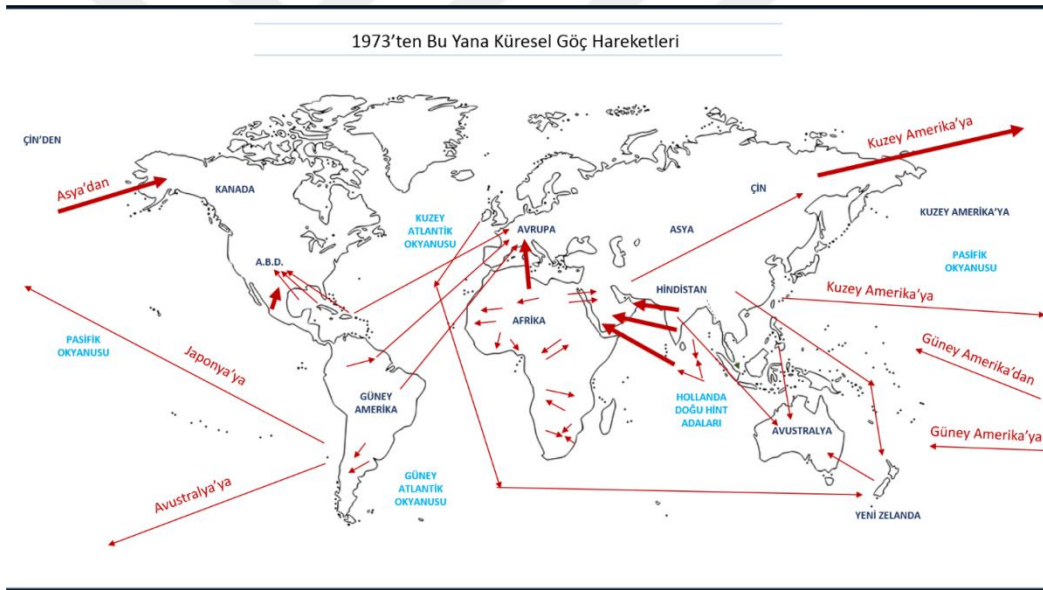 1973’ten Bu Yana Küresel Göç Hareketleri
ÇİN’DEN
Asya’dan
KANADA
KUZEY
ATLANTİK
OKYANUSU
AVRUPA
ASYA
ÇİN
Kuzey Amerika’ya
KUZEY AMERİKA’YA
PASİFİK
OKYANUSU
A.B.D.
HİNDİSTAN
Kuzey Amerika’ya
AFRİKA
PASİFİK
OKYANUSU
Japonya’ya
Güney Amerika’dan
GÜNEY
AMERİKA
HOLLANDA
DOĞU HİNT
ADALARI
AVUSTRALYA
Güney Amerika’ya
Avustralya’ya
GÜNEY
ATLANTİK
OKYANUSU
YENİ ZELANDA